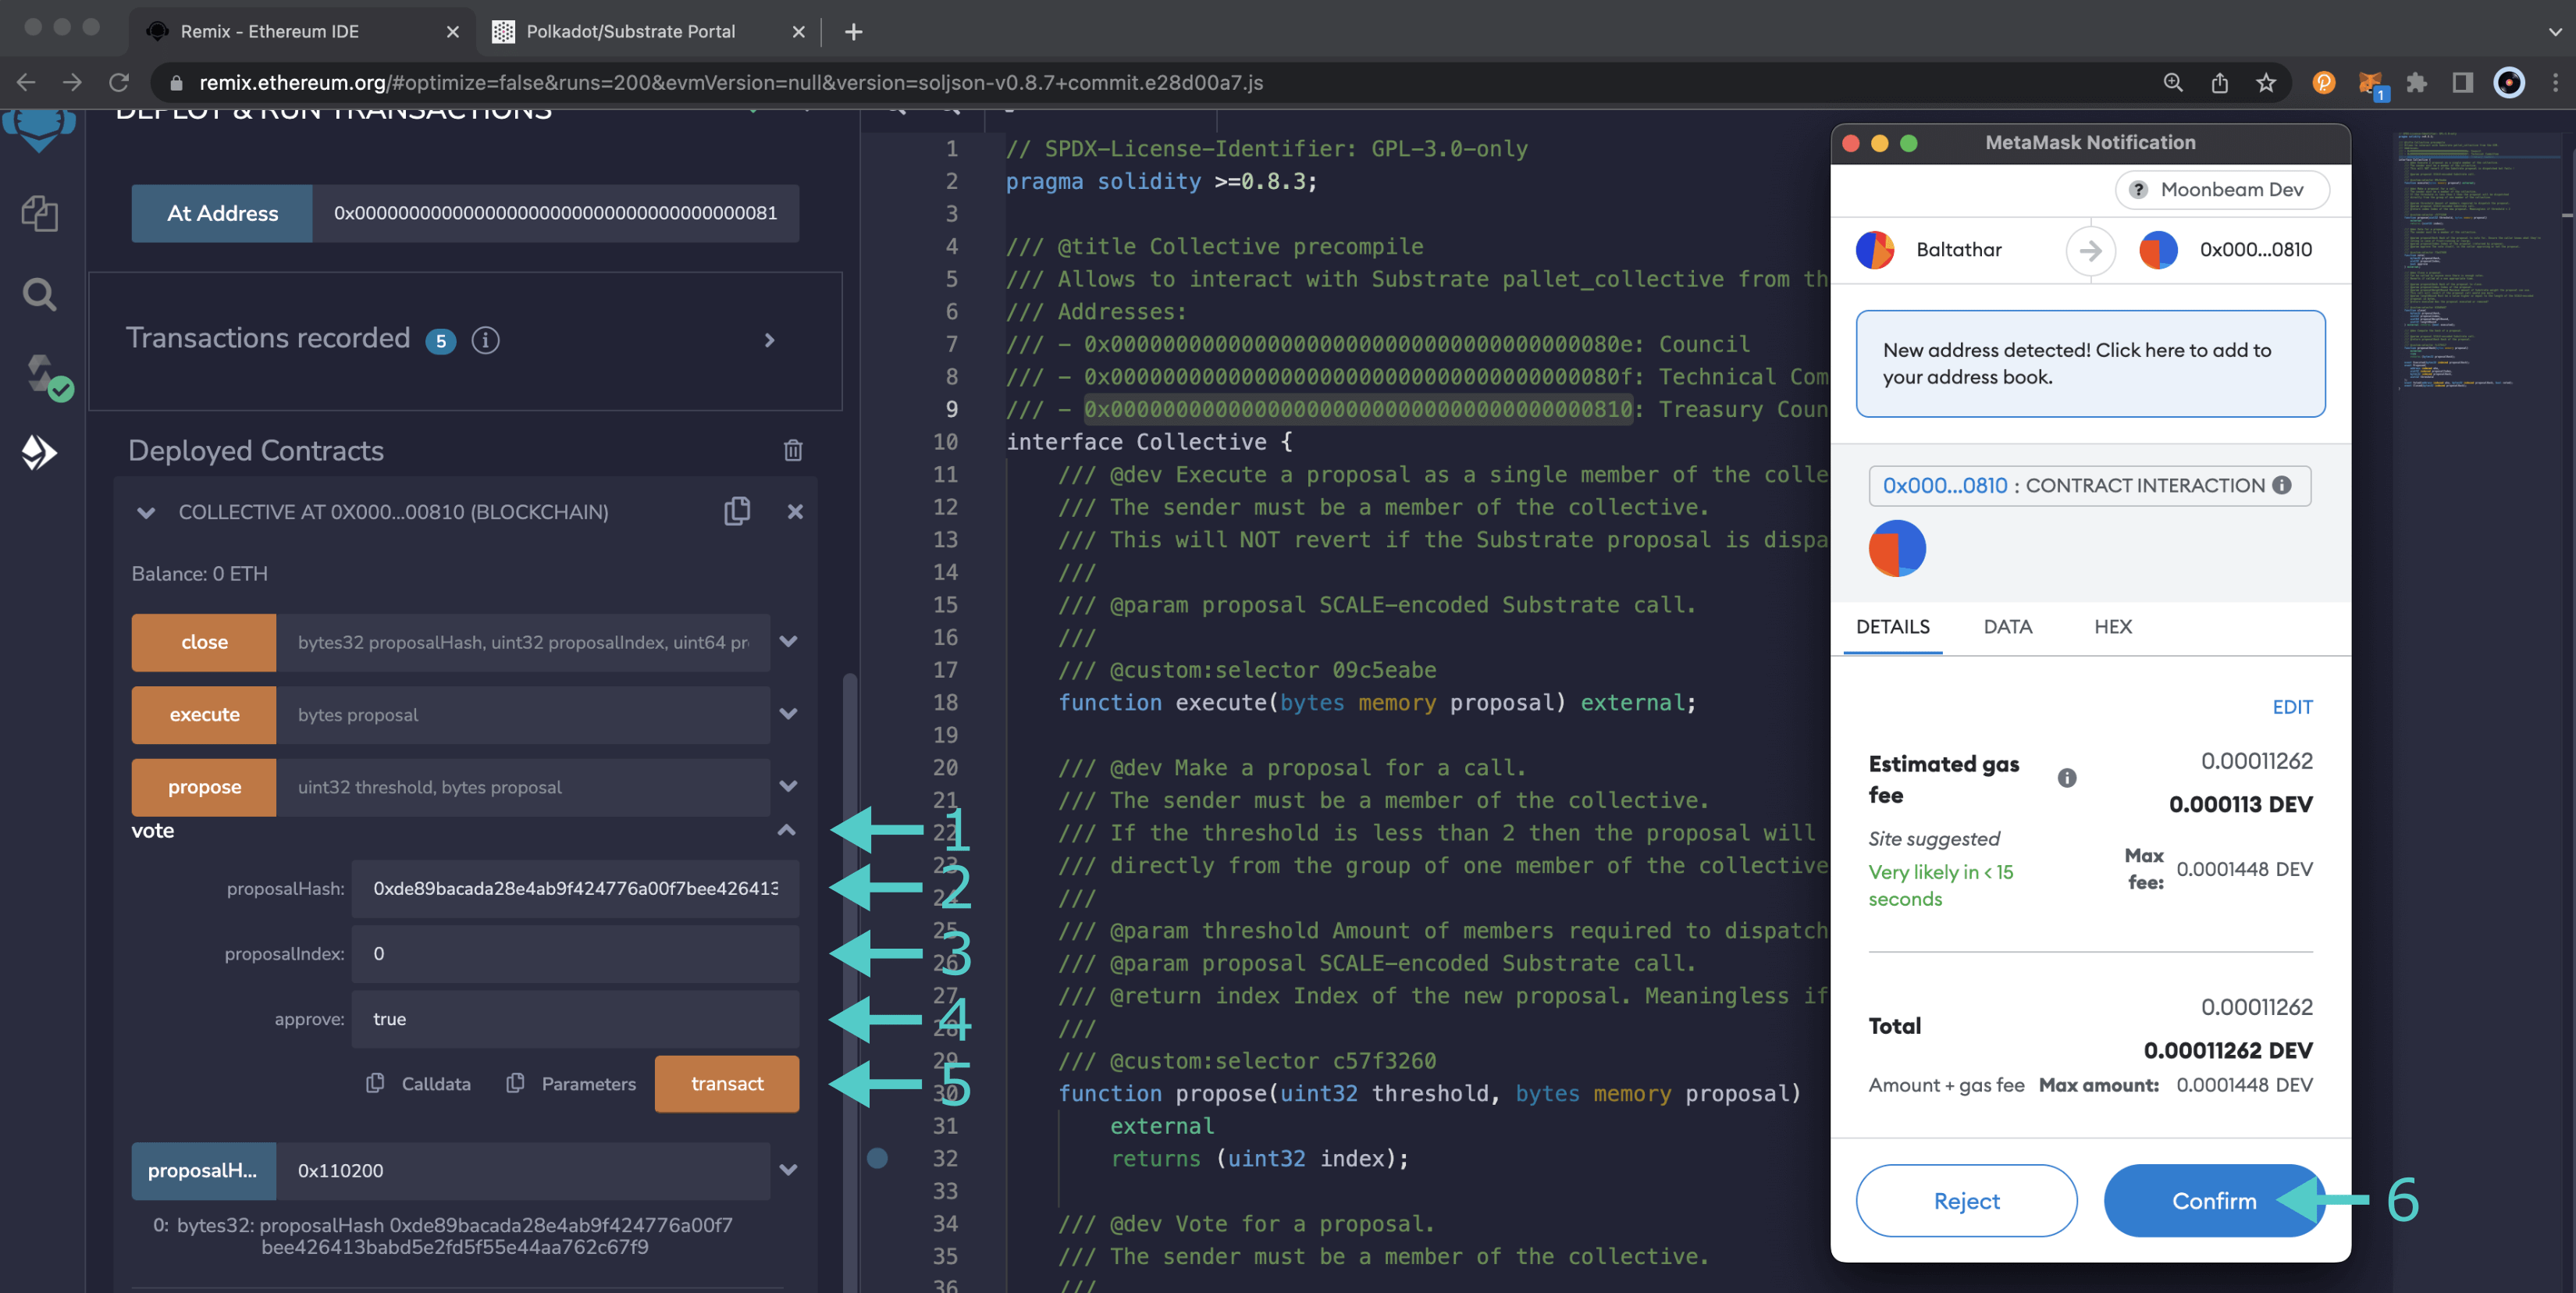 Remix - Ethereum IDE
Polkadot/Substrate Portal
remix.ethereum.org/#optimize=false&runs=200&evmVersion=null&version=soljson-v0.8.7+commit.e28d00a7.js
1
DEPLOY & RUN TRANSACTIONS
At Address
0x00000000000000000000000000000000000081
Transactions recorded 5 i
Deployed Contracts
COLLECTIVE AT 0X000...00810 (BLOCKCHAIN)
Balance: 0 ETH
close
bytes32 proposalHash, uint32 proposalIndex, uint64 pr
execute
bytes proposal
propose
uint32 threshold, bytes proposal
vote
proposalHash:
0xde89bacada28e4ab9f424776a00f7bee426413
proposalIndex:
0
approve:
true
Calldata
Parameters
transact
proposalH...
0x110200
0: bytes32: proposalHash 0xde89bacada28e4ab9f424776a00f7
bee426413babd5e2fd5f55e44aa762c67f9
1
2
3
4
5
1 // SPDX-License-Identifier: GPL-3.0-only
2 pragma solidity >=0.8.3;
3
4 /// @title Collective precompile
5 /// Allows to interact with Substrate pallet_collective from th
6 /// Addresses:
7 /// - 0x000000000000000000000000000000000000080e: Council
8 /// - 0x000000000000000000000000000000000000080f: Technical Com
9 /// - 0x0000000000000000000000000000000000000810: Treasury Coun
10 interface Collective {
11 /// @dev Execute a proposal as a single member of the colle
12 /// The sender must be a member of the collective.
13 /// This will NOT revert if the Substrate proposal is dispa
14 ///
15 /// @param proposal SCALE-encoded Substrate call.
16 ///
17 /// @custom:selector 09c5eabe
18 function execute(bytes memory proposal) external;
19
20 /// @dev Make a proposal for a call.
21 /// The sender must be a member of the collective.
22 /// If the threshold is less than 2 then the proposal will
23 /// directly from the group of one member of the collective
24 ///
25 /// @param threshold Amount of members required to dispatch
26 /// @param proposal SCALE-encoded Substrate call.
27 /// @return index Index of the new proposal. Meaningless if
28 ///
29 /// @custom:selector c57f3260
30 function propose(uint32 threshold, bytes memory proposal)
31 external
32 returns (uint32 index);
33
34 /// @dev Vote for a proposal.
35 /// The sender must be a member of the collective.
36 ///
MetaMask Notification
? Moonbeam Dev
Baltathar
0x000...0810
New address detected! Click here to add to
your address book.
0x000...0810 : CONTRACT INTERACTION i
DETAILS
DATA
HEX
EDIT
Estimated gas
fee
i
0.00011262
0.000113 DEV
Site suggested
Very likely in < 15
seconds
Max
fee:
0.0001448 DEV
Total
0.00011262
0.00011262 DEV
Amount + gas fee
Max amount: 0.0001448 DEV
Reject
Confirm
6